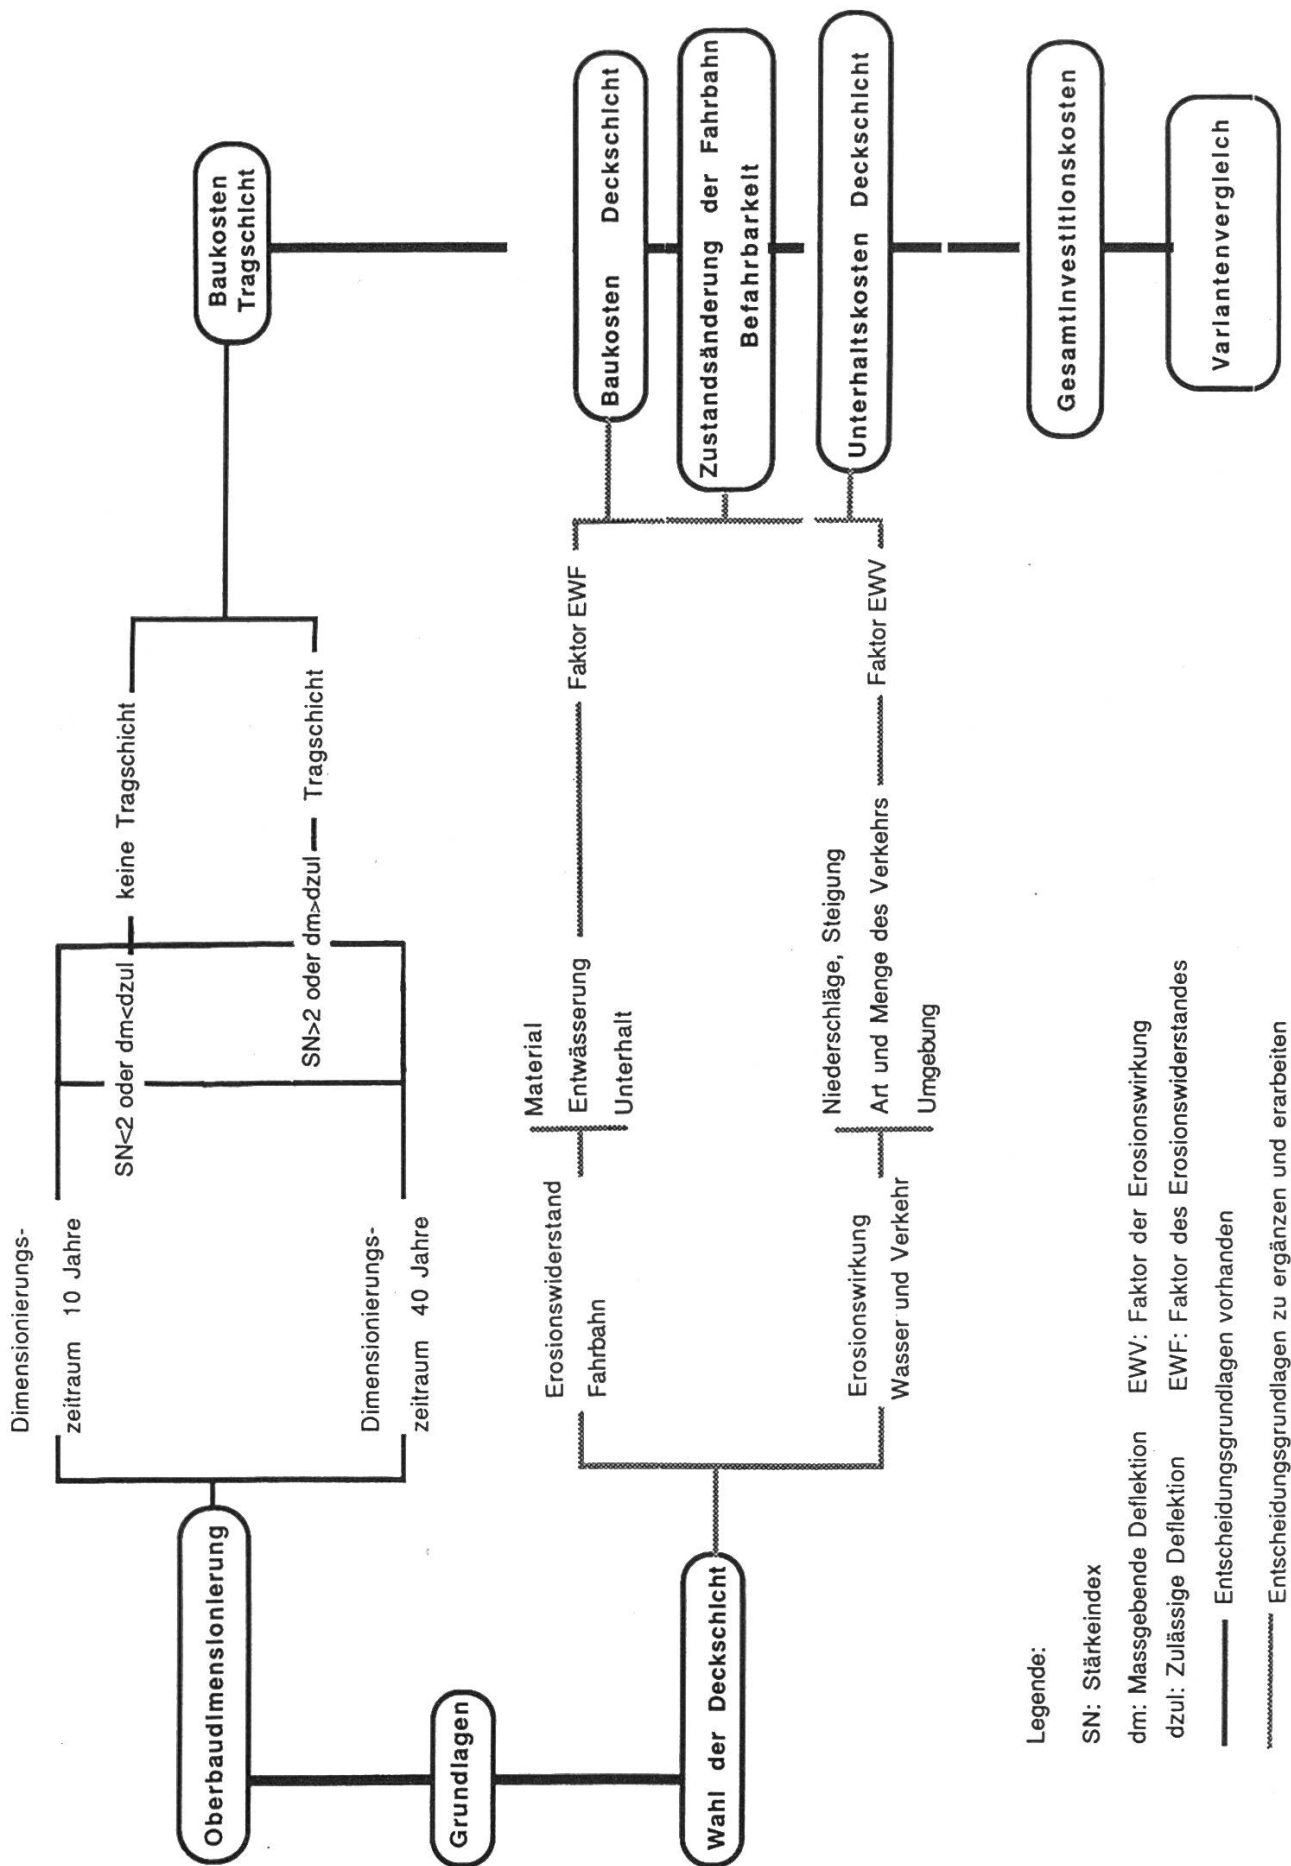 Dimensionierungs-
zeitraum 10 Jahre
SN<2 oder dm<dzul
keine Tragschicht
Oberbaudimensionierung
Baukosten
Tragschicht
SN>2 oder dm>dzul
Tragschicht
Dimensionierungs-
zeitraum 40 Jahre
Grundlagen
Erosionswiderstand
Fahrbahn
Material
Entwässerung
Unterhalt
Faktor EWF
Baukosten Deckschicht
Wahl der Deckschicht
Zustandsänderung der Fahrbahn
Befahrbarkeit
Erosionswirkung
Wasser und Verkehr
Niederschläge, Steigung
Art und Menge des Verkehrs
Umgebung
Faktor EWV
Unterhaltskosten Deckschicht
Gesamtinvestitionskosten
Variantenvergleich
Legende:
SN: Stärkeindex
dm: Massgebende Deflektion EWV: Faktor der Erosionswirkung
dzul: Zulässige Deflektion EWF: Faktor des Erosionswiderstandes
Entscheidungsgrundlagen vorhanden
Entscheidungsgrundlagen zu ergänzen und erarbeiten